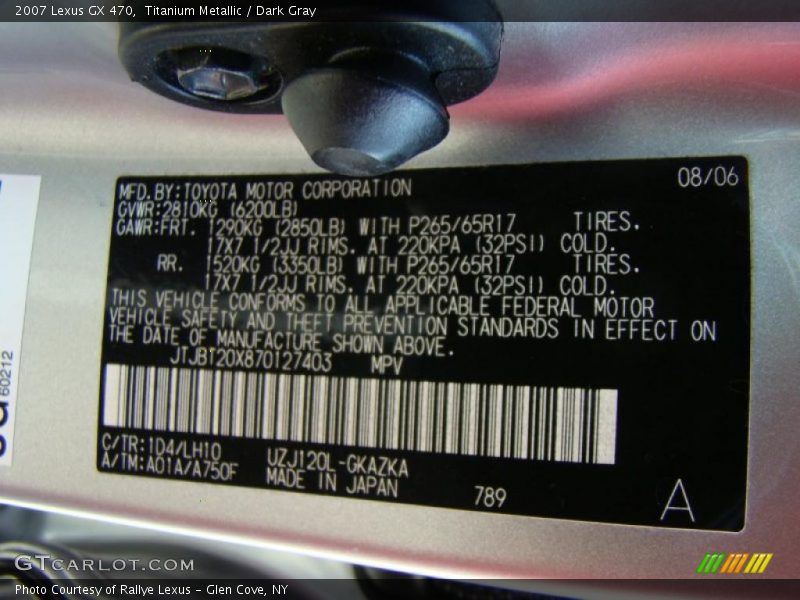 2007 Lexus GX 470, Titanium Metallic / Dark Gray
08/06
MFD.BY:TOYOTA MOTOR CORPORATION
GVWR:2810KG (6200LB)
GAWR:FRT. 1290KG (2850LB) WITH P265/65R17 TIRES.
17X7 1/2JJ RIMS. AT 220KPA (32PSI) COLD.
RR. 1520KG (3350LB) WITH P265/65R17 TIRES.
17X7 1/2JJ RIMS. AT 220KPA (32PSI) COLD.
THIS VEHICLE CONFORMS TO ALL APPLICABLE FEDERAL MOTOR
VEHICLE SAFETY AND THEFT PREVENTION STANDARDS IN EFFECT ON
THE DATE OF MANUFACTURE SHOWN ABOVE.
JTJBT20X870127403 MPV
C/TR:1D4/LH10 UZJ120L-GKAZKA
A/TM:A01A/A750F MADE IN JAPAN 789 A
60212
GTCARLOT.COM
Photo Courtesy of Rallye Lexus - Glen Cove, NY